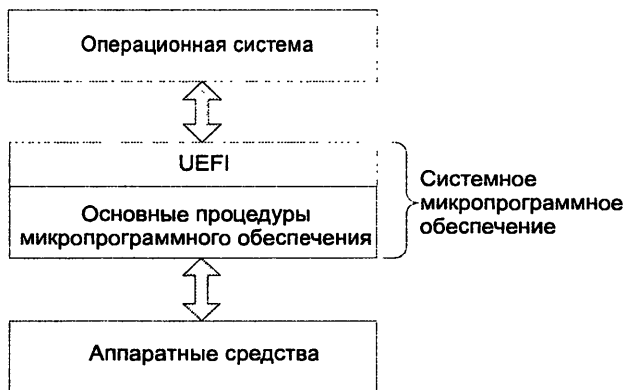 Операционная система
UEFI
Основные процедуры
микропрограммного обеспечения
Системное
микропрограммное
обеспечение
Аппаратные средства